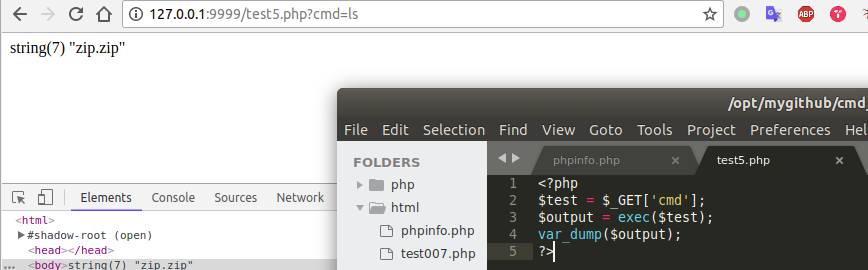 127.0.0.1:9999/test5.php?cmd=ls
ABP
string(7) "zip.zip"
/opt/mygithub/cmd_
File Edit Selection Find View Goto Tools Project Preferences Hel
FOLDERS
php
html
phpinfo.php
test007.php
phpinfo.php × test5.php ×
1 <?php
2 $test = $_GET['cmd'];
3 $output = exec($test);
4 var_dump($output);
5 ?>
Elements Console Sources Network
<html>
#shadow-root (open)
<head></head>
... <body>string(7) "zip.zip"